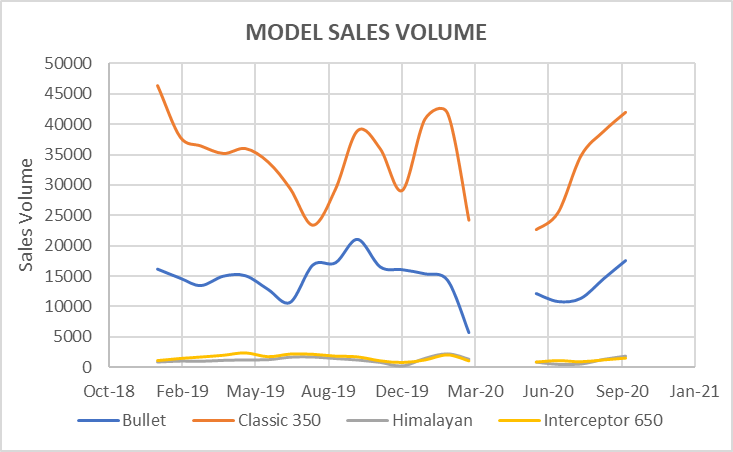 MODEL SALES VOLUME
50000
45000
40000
35000
30000
25000
20000
15000
10000
5000
0
Sales Volume
Oct-18 Feb-19 May-19 Aug-19 Dec-19 Mar-20 Jun-20 Sep-20 Jan-21
Bullet Classic 350 Himalayan Interceptor 650